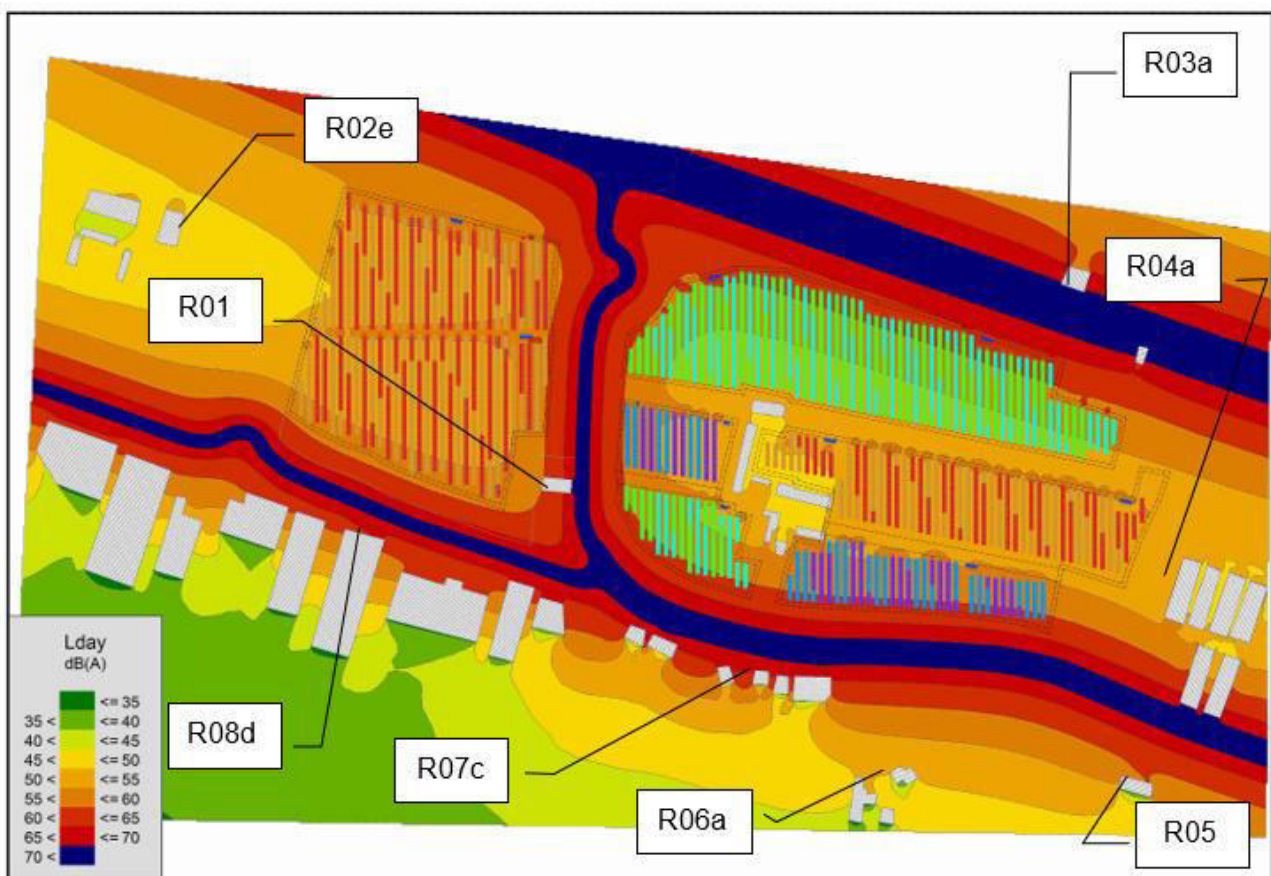 R03a
R02e
R04a
R01
Lday
dB(A)
<= 35
35 < <= 40
40 < <= 45
45 < <= 50
50 < <= 55
55 < <= 60
60 < <= 65
65 < <= 70
70 <
R08d
R07c
R06a
R05